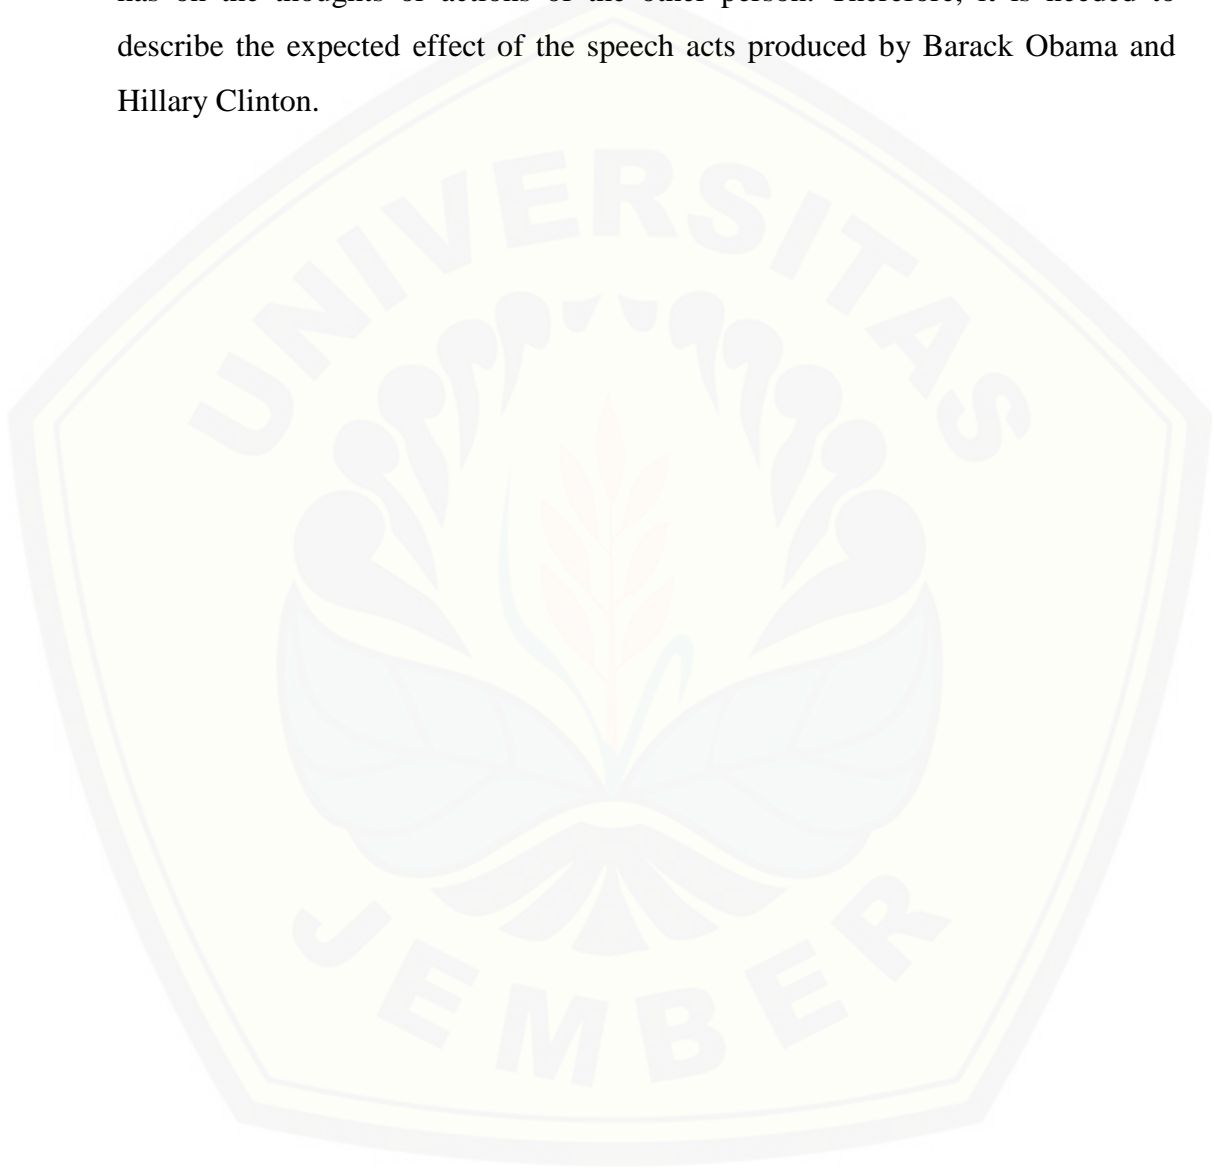 has on the thoughts or actions of the other person. Therefore, it is needed to
describe the expected effect of the speech acts produced by Barack Obama and
Hillary Clinton.
UNIVERSITAS
JEMBER